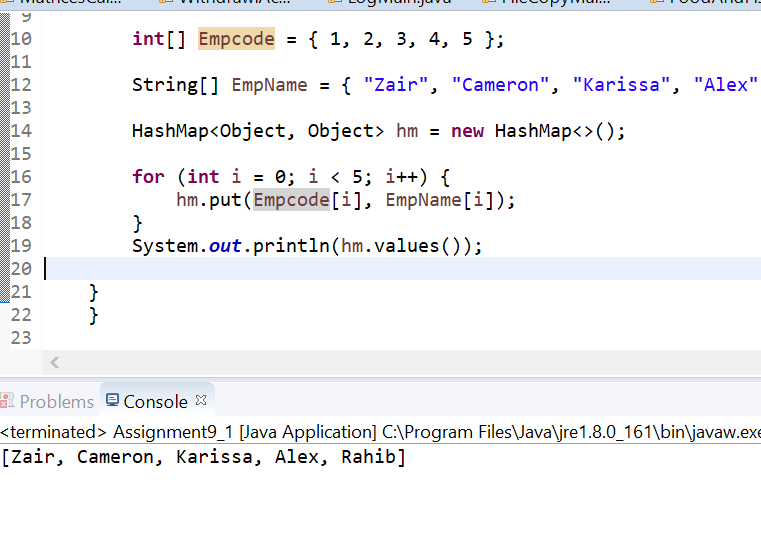 MatricesCal... WithdrawlAc... LogMain.java FileCopyMai...
9
10 int[] Empcode = { 1, 2, 3, 4, 5 };
11
12 String[] EmpName = { "Zair", "Cameron", "Karissa", "Alex"
13
14 HashMap<Object, Object> hm = new HashMap<>();
15
16 for (int i = 0; i < 5; i++) {
17 hm.put(Empcode[i], EmpName[i]);
18 }
19 System.out.println(hm.values());
20
21 }
22 }
23
Problems Console
<terminated> Assignment9_1 [Java Application] C:\Program Files\Java\jre1.8.0_161\bin\javaw.exe
[Zair, Cameron, Karissa, Alex, Rahib]